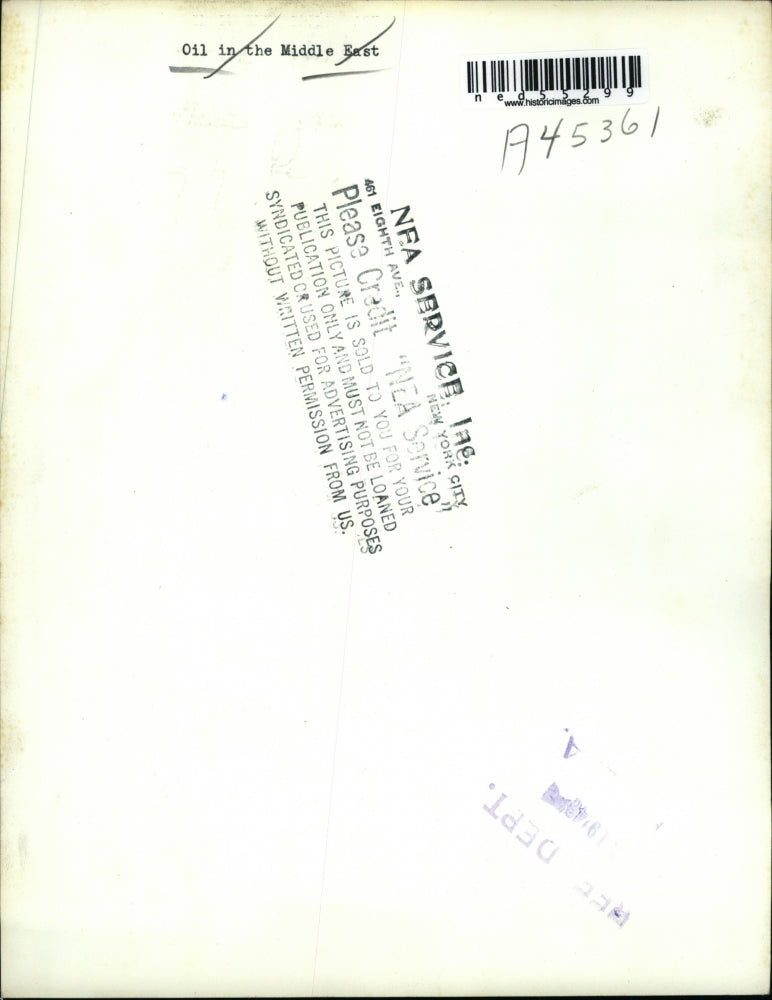 Oil in the Middle East
ned55299
www.historicimages.com
A45361
NEA SERVICE, Inc.
461 EIGHTH AVE., NEW YORK CITY
Please Credit "NEA Service"
THIS PICTURE IS SOLD TO YOU FOR YOUR
PUBLICATION ONLY AND MUST NOT BE LOANED
SYNDICATED OR USED FOR ADVERTISING PURPOSES
WITHOUT WRITTEN PERMISSION FROM US.
A.
DEPT.